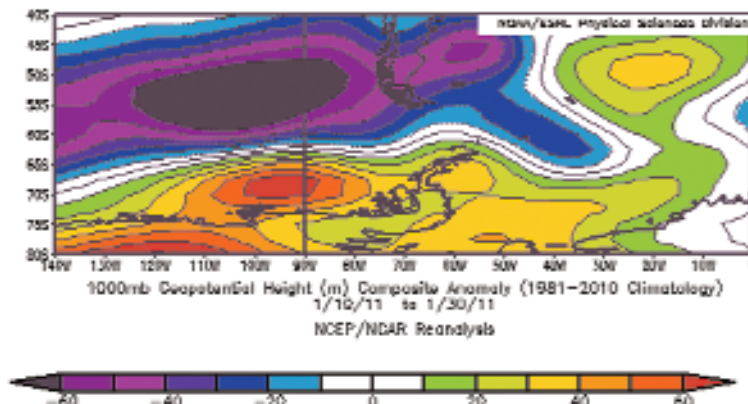 NOAA/ESRL Physical Sciences Division
40S
45S
50S
55S
60S
65S
70S
75S
80S
140W 130W 120W 110W 100W 90W 80W 70W 60W 50W 40W 30W 20W 10W
1000mb Geopotential Height (m) Composite Anomaly (1981-2010 Climatology)
1/10/11 to 1/30/11
NCEP/NCAR Reanalysis
-60 -40 -20 0 20 40 60